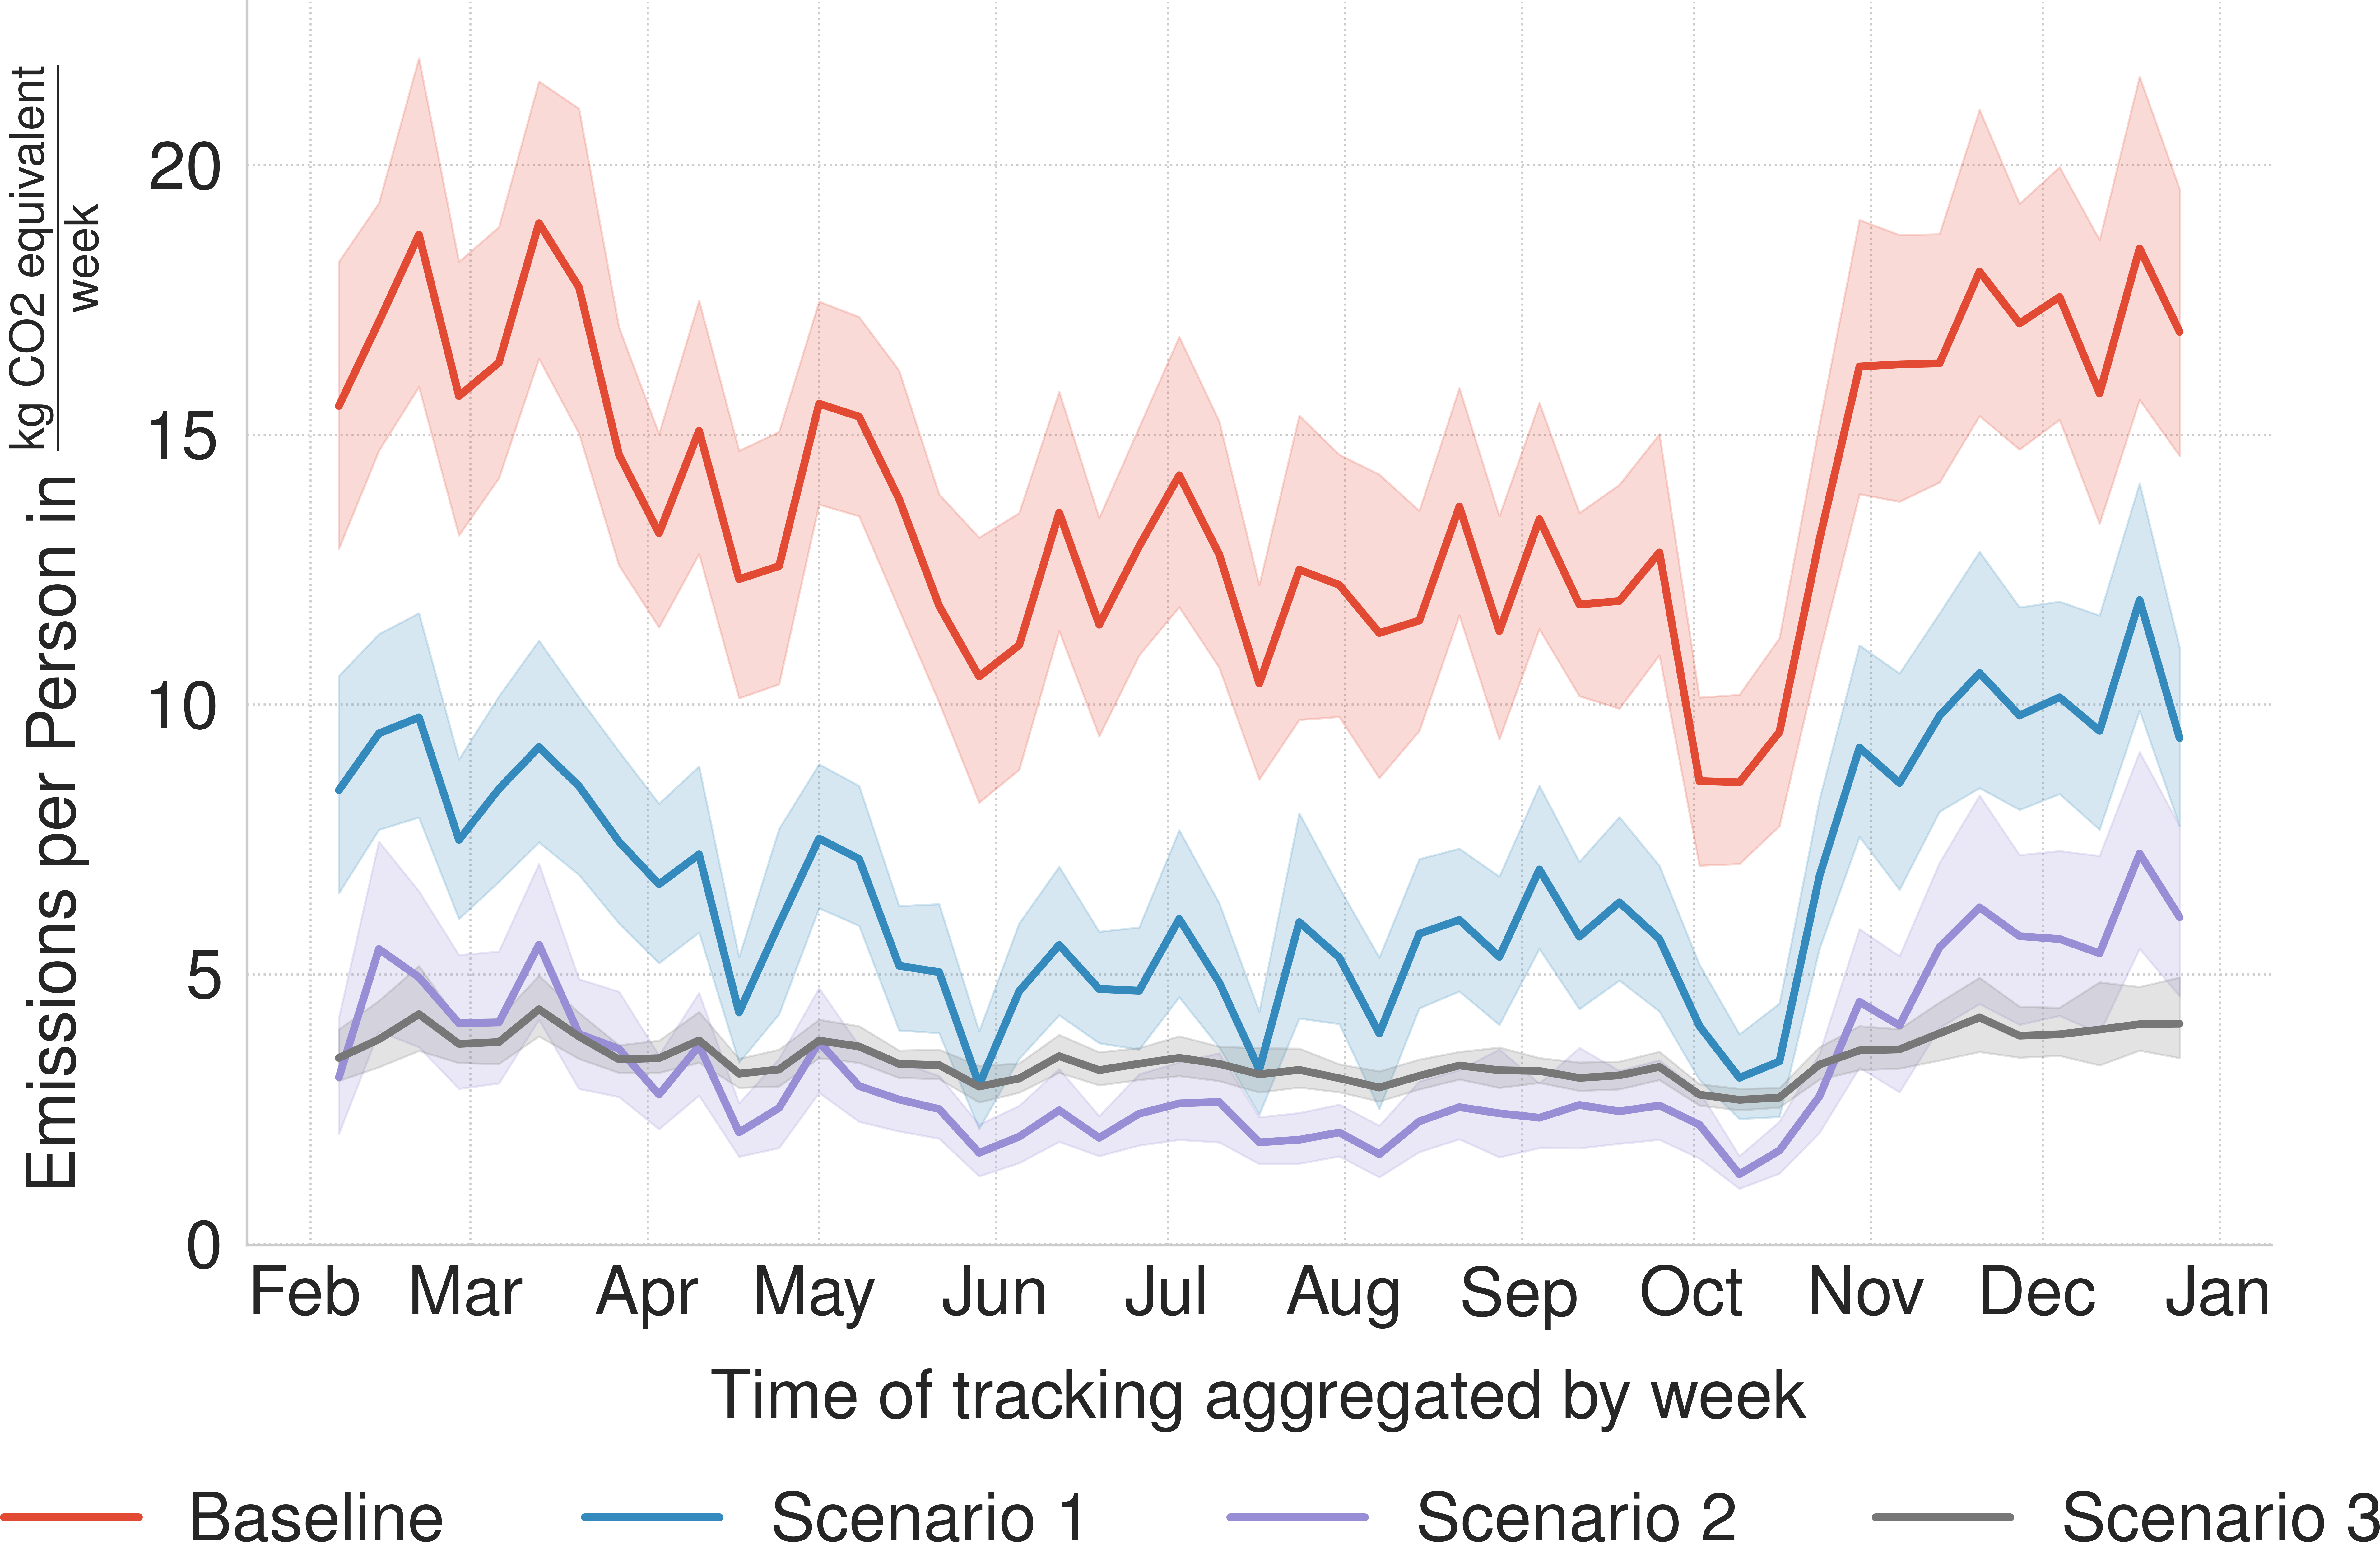 Emissions per Person in kg CO2 equivalent
week
20
15
10
5
0
Feb Mar Apr May Jun Jul Aug Sep Oct Nov Dec Jan
Time of tracking aggregated by week
Baseline Scenario 1 Scenario 2 Scenario 3